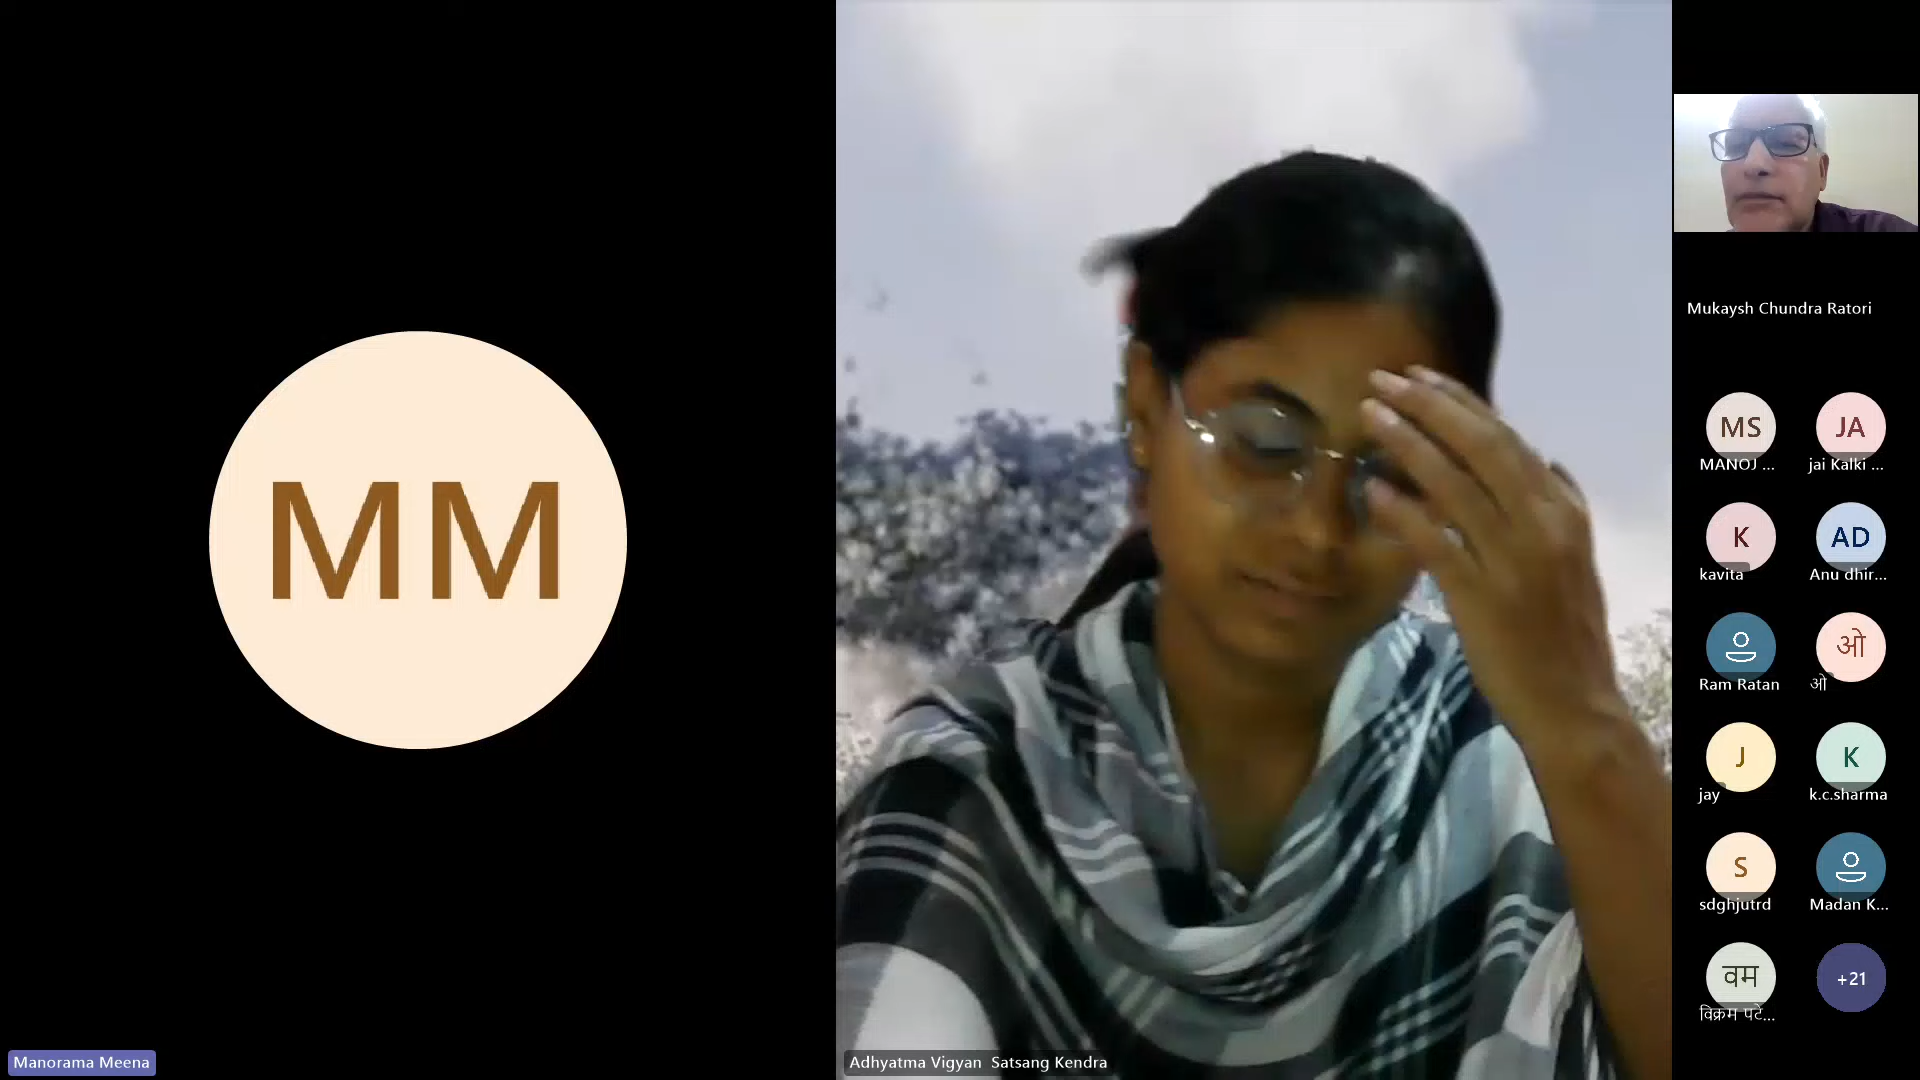 MM
Manorama Meena
Adhyatma Vigyan Satsang Kendra
Mukaysh Chundra Ratori
MS
MANOJ ...
JA
jai Kalki ...
K
kavita
AD
Anu dhir...
Ram Ratan
ओ
ओ
J
jay
K
k.c.sharma
S
sdghjutrd
Madan K...
वम
विक्रम पटे...
+21